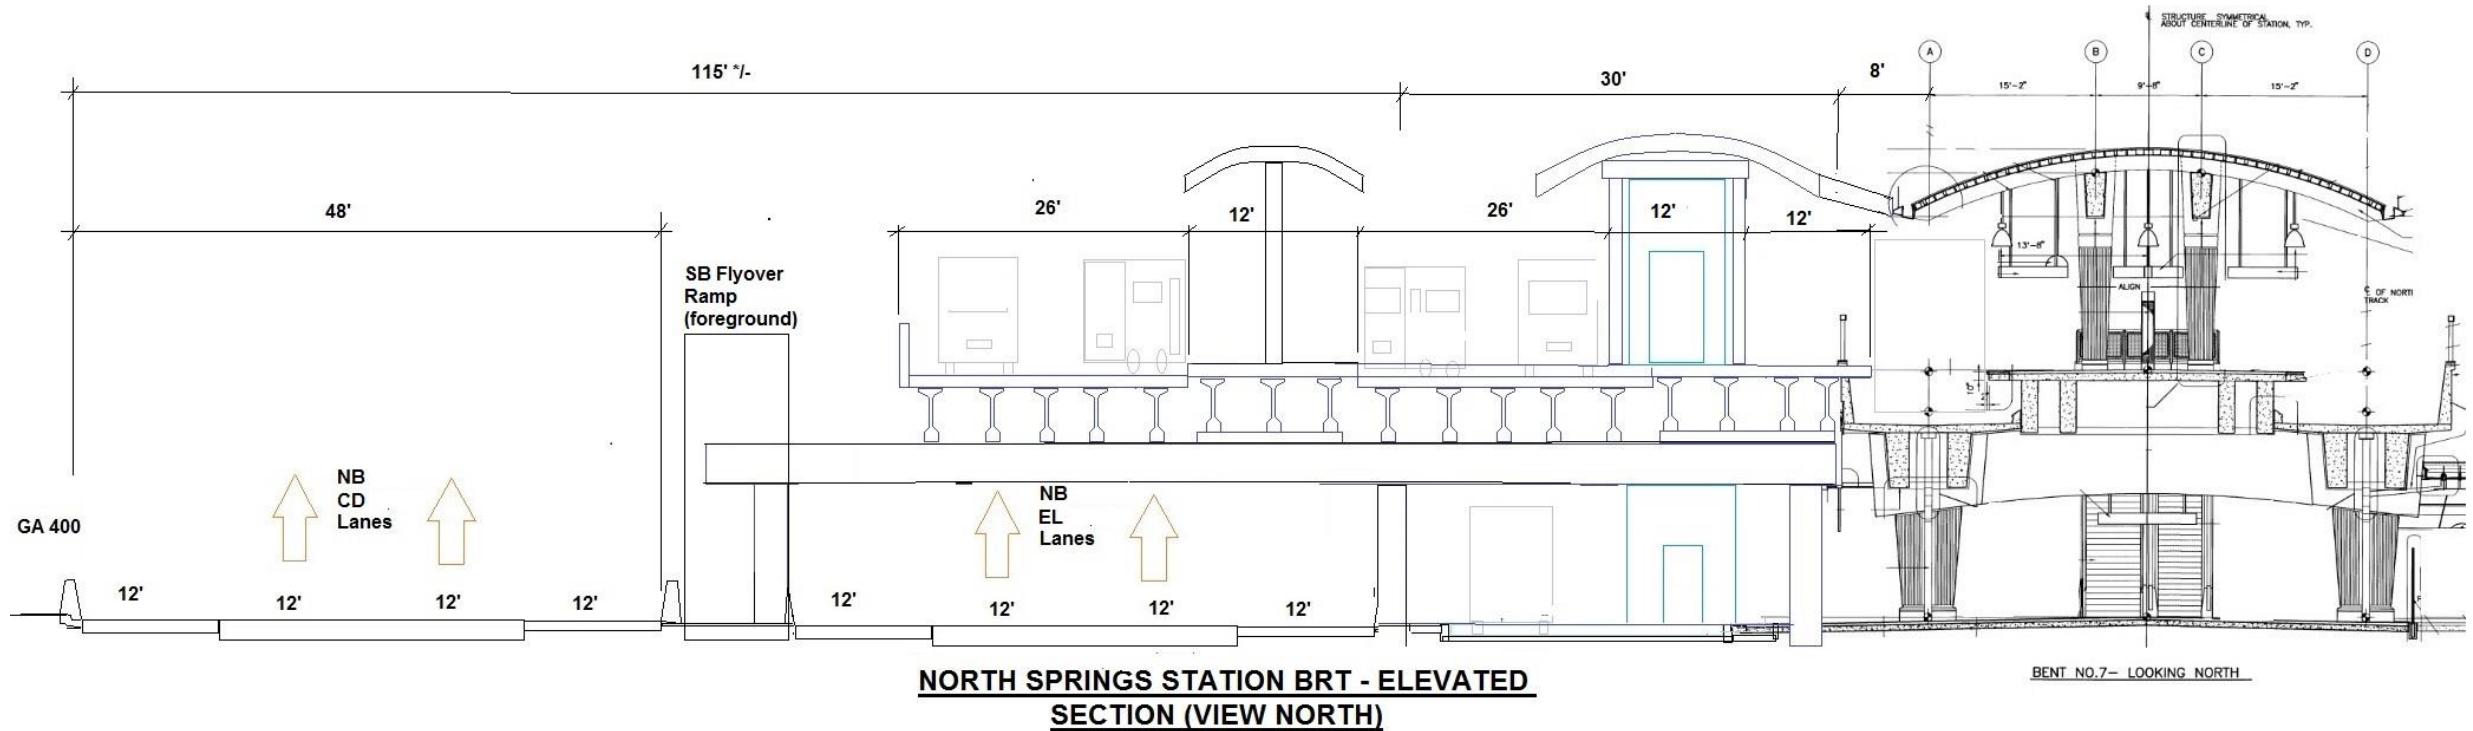 STRUCTURE SYMMETRICAL
ABOUT CENTERLINE OF STATION, TYP.
A
B
C
D
115' */-
30'
8'
15'-2"
9'-8"
15'-2"
48'
26'
12'
26'
12'
12'
SB Flyover
Ramp
(foreground)
13'-8"
ALIGN
OF NORTH
TRACK
10"
NB
CD
Lanes
NB
EL
Lanes
GA 400
12'
12'
12'
12'
12'
12'
12'
12'
NORTH SPRINGS STATION BRT - ELEVATED
SECTION (VIEW NORTH)
BENT NO.7- LOOKING NORTH